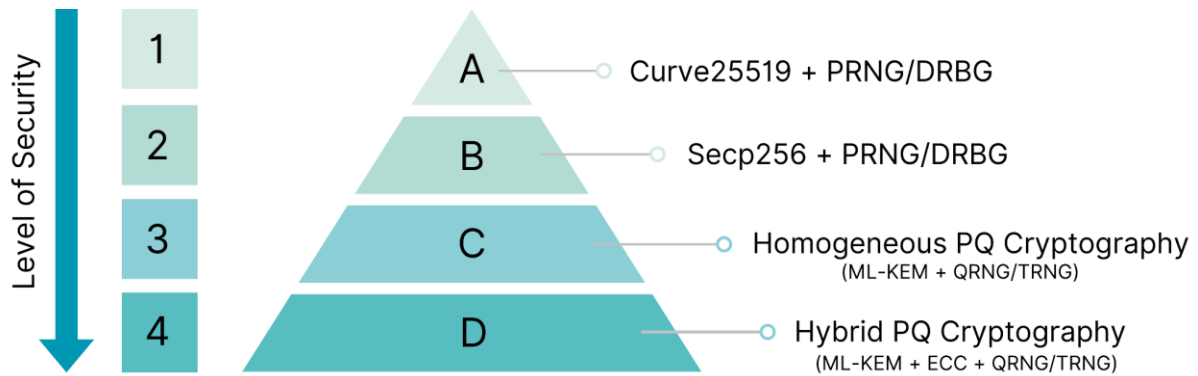 Level of Security
1
A
Curve25519 + PRNG/DRBG
2
B
Secp256 + PRNG/DRBG
3
C
Homogeneous PQ Cryptography
(ML-KEM + QRNG/TRNG)
4
D
Hybrid PQ Cryptography
(ML-KEM + ECC + QRNG/TRNG)